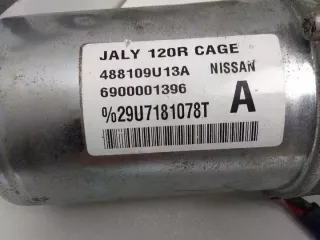 JALY 120R CAGE
488109U13A NISSAN
6900001396
%29U7181078T A